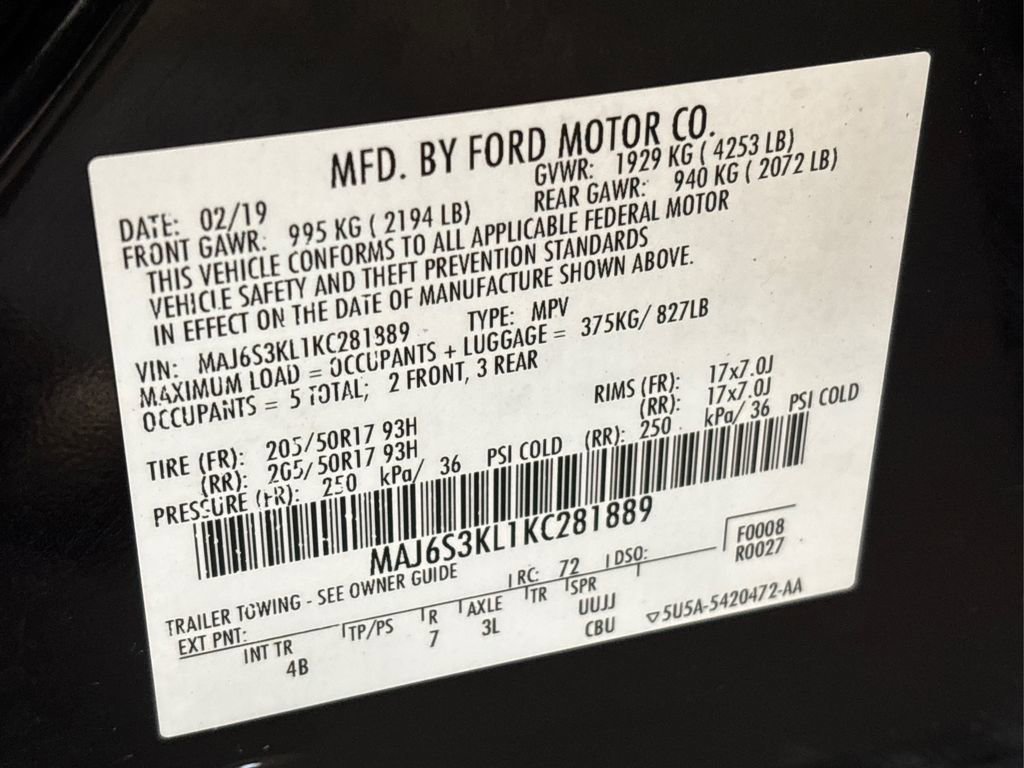 MFD. BY FORD MOTOR CO.
DATE: 02/19 GVWR: 1929 KG ( 4253 LB)
FRONT GAWR: 995 KG ( 2194 LB) REAR GAWR: 940 KG ( 2072 LB)
THIS VEHICLE CONFORMS TO ALL APPLICABLE FEDERAL MOTOR
VEHICLE SAFETY AND THEFT PREVENTION STANDARDS
IN EFFECT ON THE DATE OF MANUFACTURE SHOWN ABOVE.
VIN: MAJ6S3KL1KC281889 TYPE: MPV
MAXIMUM LOAD = OCCUPANTS + LUGGAGE = 375KG/ 827LB
OCCUPANTS = 5 TOTAL; 2 FRONT, 3 REAR
TIRE (FR): 205/50R17 93H RIMS (FR): 17x7.0J
(RR): 205/50R17 93H (RR): 17x7.0J
PRESSURE (FR): 250 kPa/ 36 PSI COLD (RR): 250 kPa/ 36 PSI COLD
MAJ6S3KL1KC281889
TRAILER TOWING - SEE OWNER GUIDE
EXT PNT: RC: 72 DSO: F0008
R0027
INT TR TP/PS R AXLE TR SPR
4B 7 3L UUJJ
CBU ▽5U5A-5420472-AA